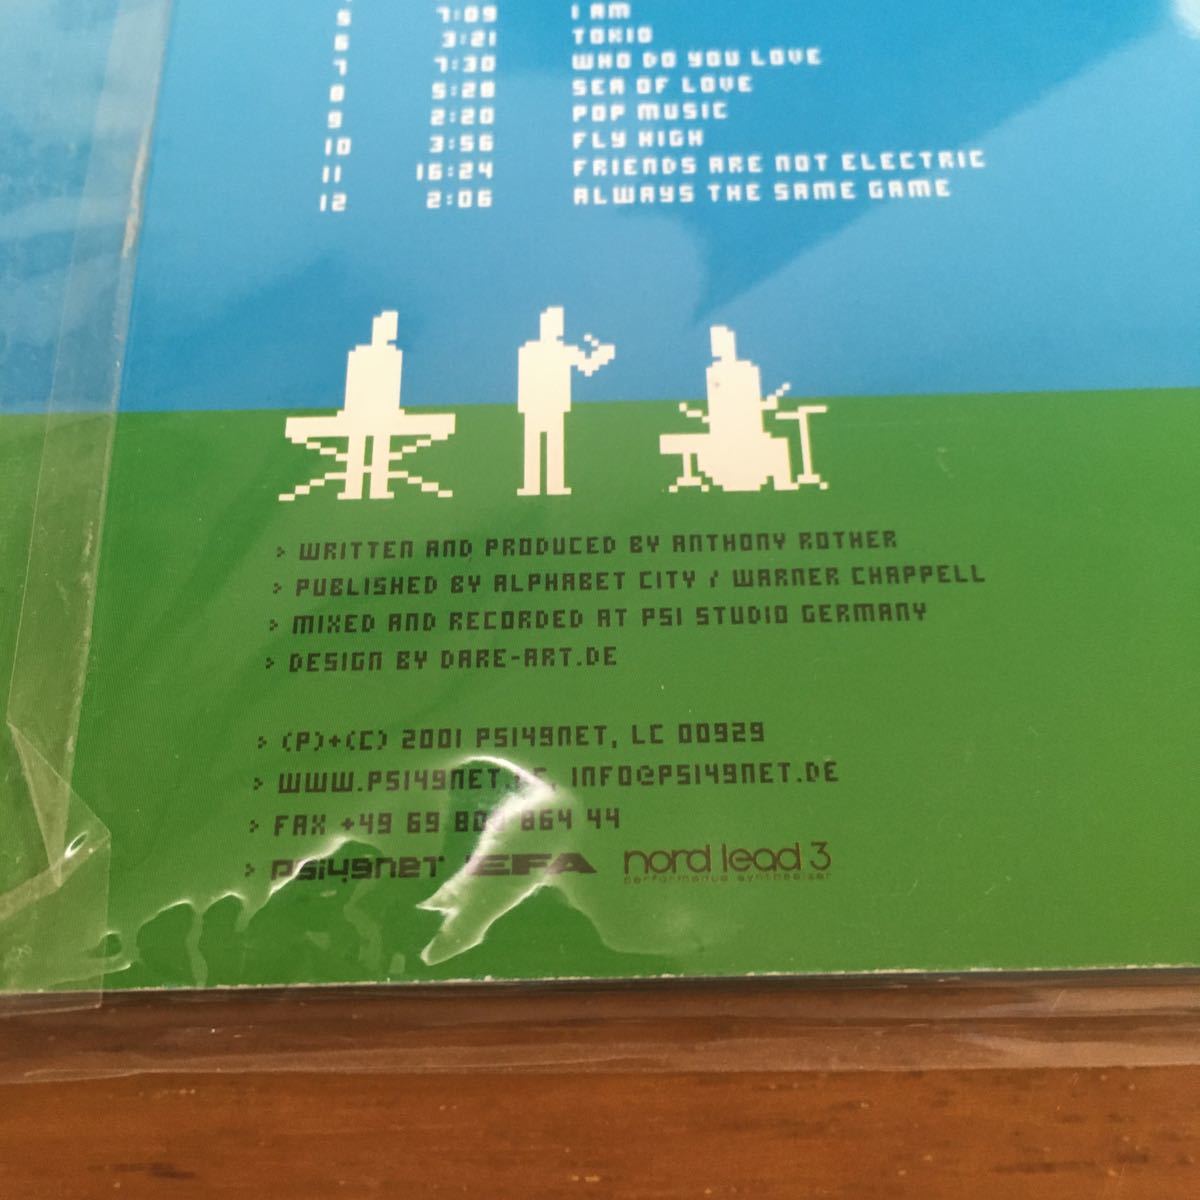 5 7:09 I AM
6 3:21 TOKIO
7 7:30 WHO DO YOU LOVE
8 5:28 SEA OF LOVE
9 2:20 POP MUSIC
10 3:56 FLY HIGH
11 16:24 FRIENDS ARE NOT ELECTRIC
12 2:06 ALWAYS THE SAME GAME
> WRITTEN AND PRODUCED BY ANTHONY ROTHER
> PUBLISHED BY ALPHABET CITY / WARNER CHAPPELL
> MIXED AND RECORDED AT PSI STUDIO GERMANY
> DESIGN BY DARE-ART.DE
> (P)+(C) 2001 PSI49NET, LC 00929
> INFO@PSI49NET.DE
> FAX +49 69 864 44
> PSI49NET EFA nord lead 3
performance synthesizer